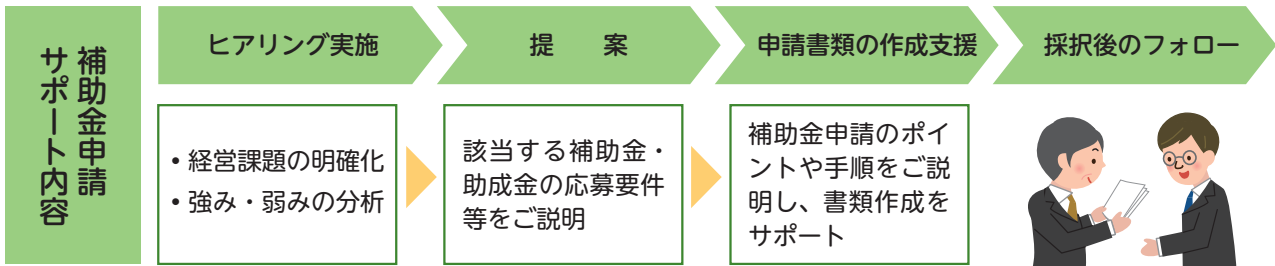 補助金申請
サポート内容
ヒアリング実施
提　案
申請書類の作成支援
採択後のフォロー
• 経営課題の明確化
• 強み・弱みの分析
該当する補助金・
助成金の応募要件
等をご説明
補助金申請のポイ
ントや手順をご説
明し、書類作成を
サポート